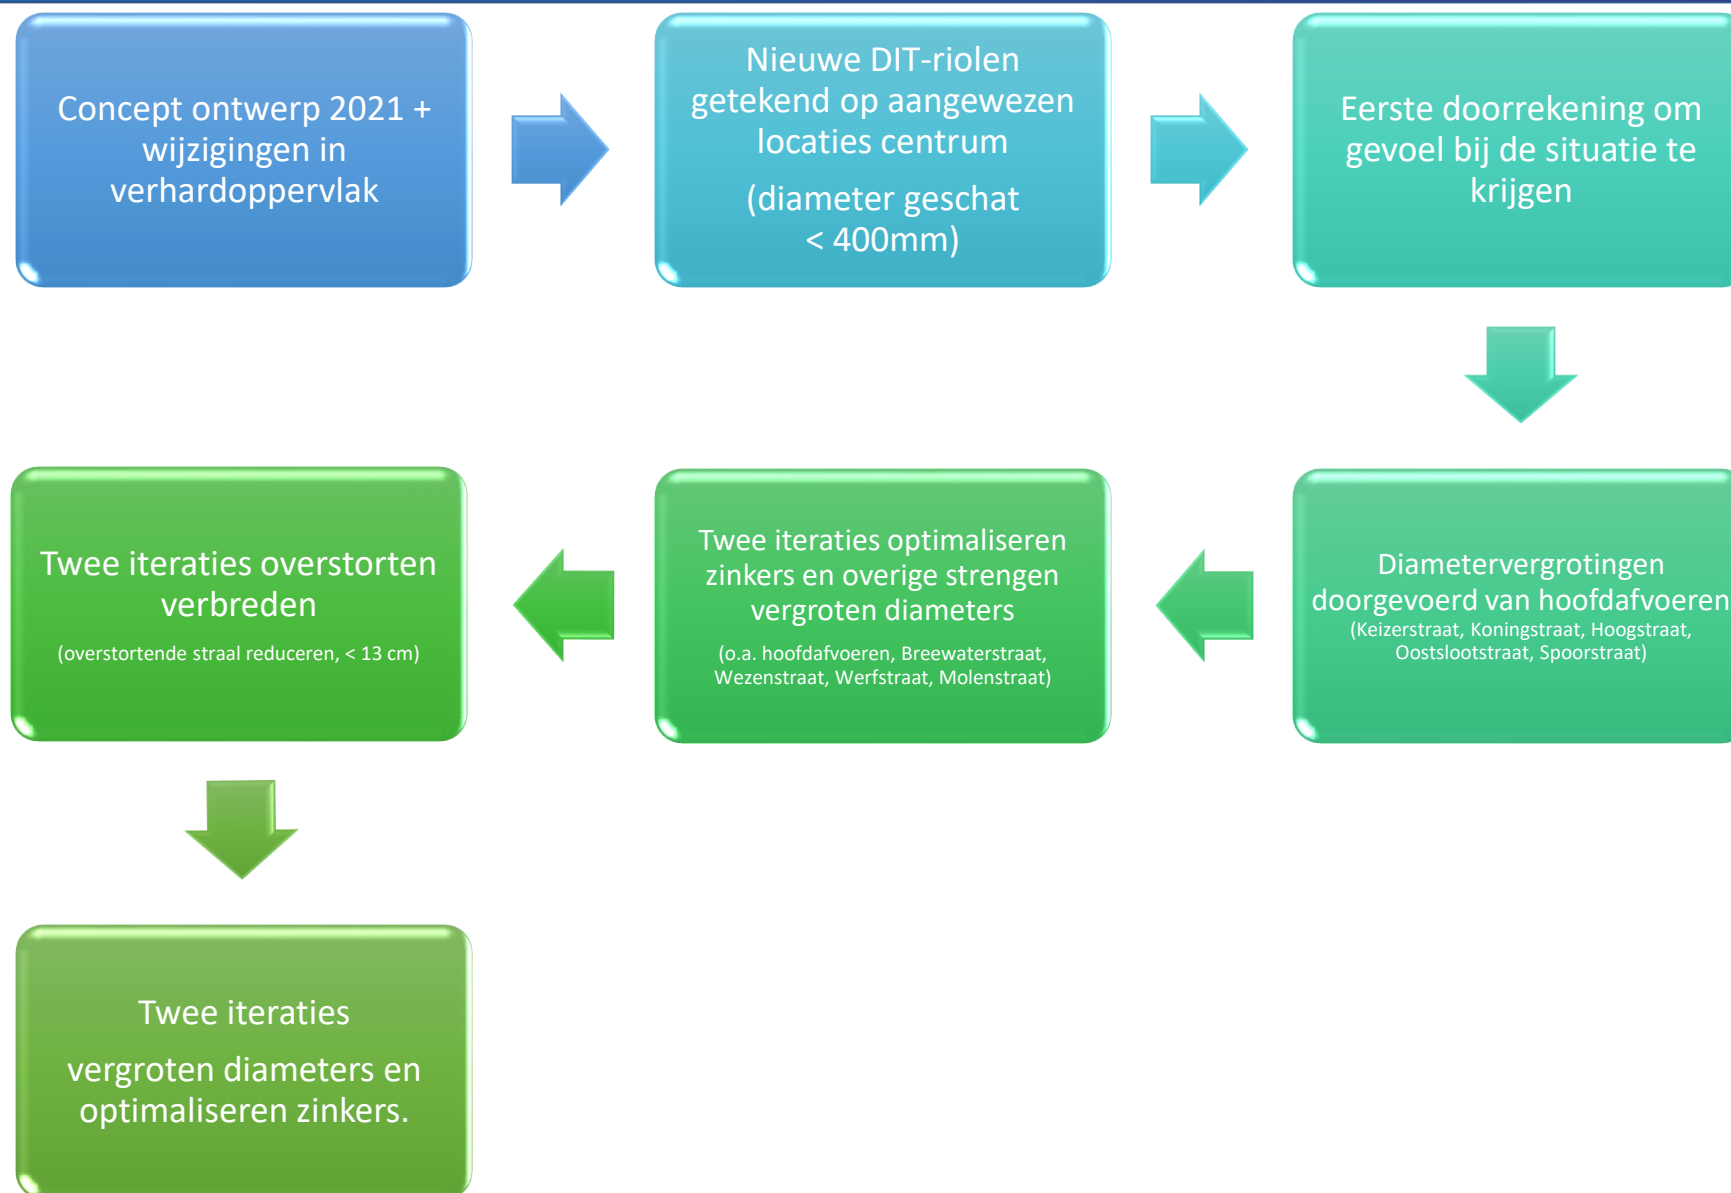 Concept ontwerp 2021 +
wijzigingen in
verhardoppervlak
Nieuwe DIT-riolen
getekend op aangewezen
locaties centrum
(diameter geschat
< 400mm)
Eerste doorrekening om
gevoel bij de situatie te
krijgen
Diametervergrotingen
doorgevoerd van hoofdafvoeren
(Keizerstraat, Koningstraat, Hoogstraat,
Oostslootstraat, Spoorstraat)
Twee iteraties optimaliseren
zinkers en overige strengen
vergroten diameters
(o.a. hoofdafvoeren, Breewaterstraat,
Wezenstraat, Werfstraat, Molenstraat)
Twee iteraties overstorten
verbreden
(overstortende straal reduceren, < 13 cm)
Twee iteraties
vergroten diameters en
optimaliseren zinkers.